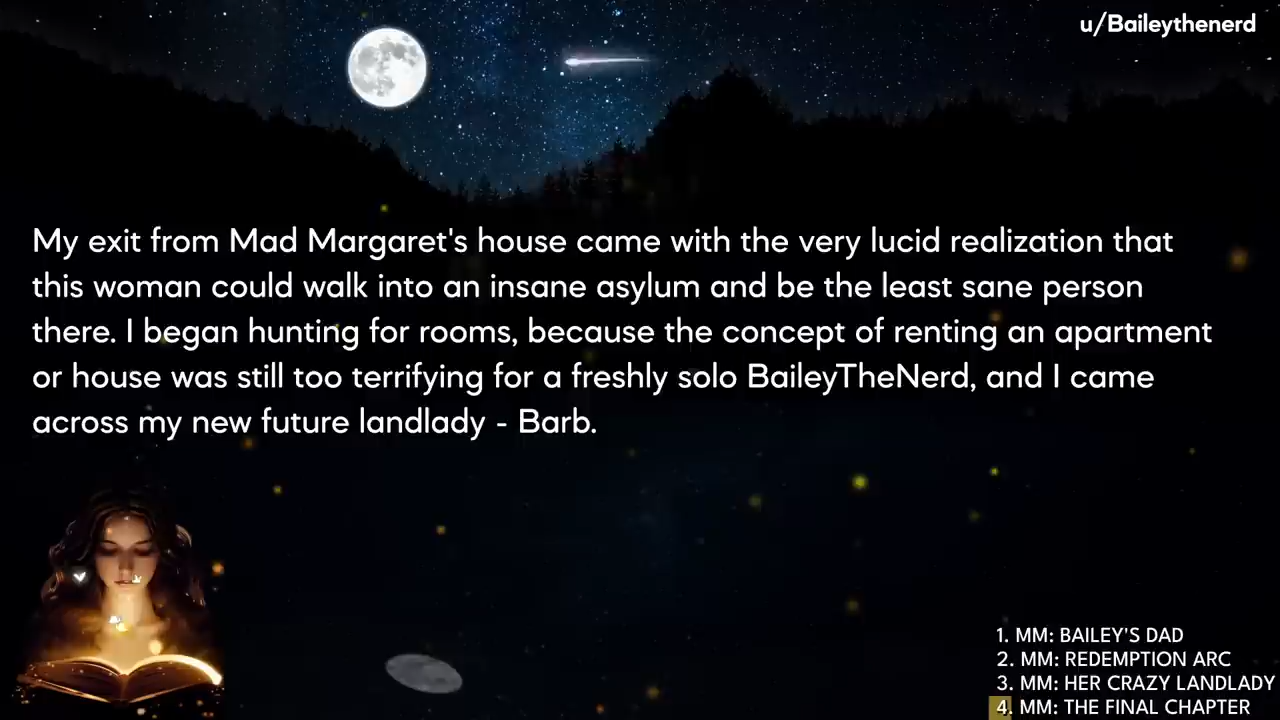 u/Baileythenerd
My exit from Mad Margaret's house came with the very lucid realization that
this woman could walk into an insane asylum and be the least sane person
there. I began hunting for rooms, because the concept of renting an apartment
or house was still too terrifying for a freshly solo BaileyTheNerd, and I came
across my new future landlady - Barb.
1. MM: BAILEY'S DAD
2. MM: REDEMPTION ARC
3. MM: HER CRAZY LANDLADY
4. MM: THE FINAL CHAPTER